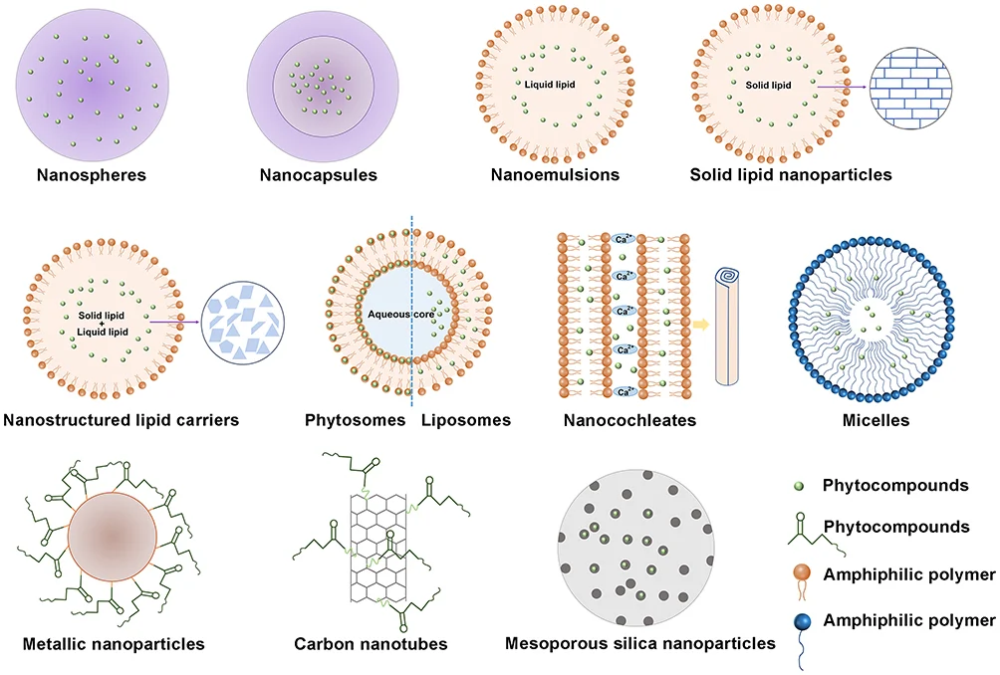 Liquid lipid
Solid lipid
Nanospheres
Nanocapsules
Nanoemulsions
Solid lipid nanoparticles
Solid lipid
+
Liquid lipid
Aqueous core
Ca²⁺
Ca²⁺
Ca²⁺
Ca²⁺
Ca²⁺
Nanostructured lipid carriers
Phytosomes
Liposomes
Nanocochleates
Micelles
Phytocompounds
Phytocompounds
Amphiphilic polymer
Amphiphilic polymer
Metallic nanoparticles
Carbon nanotubes
Mesoporous silica nanoparticles